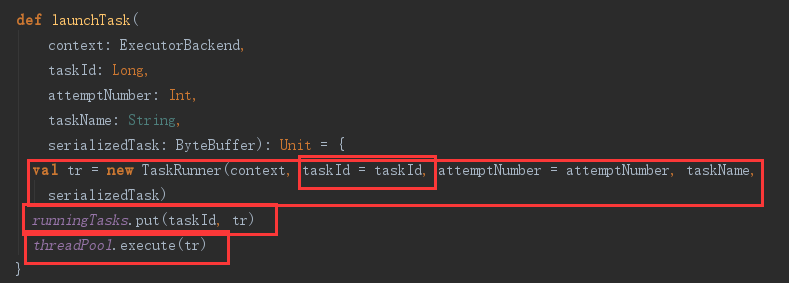 def launchTask(
context: ExecutorBackend,
taskId: Long,
attemptNumber: Int,
taskName: String,
serializedTask: ByteBuffer): Unit = {
val tr = new TaskRunner(context, taskId = taskId, attemptNumber = attemptNumber, taskName,
serializedTask)
runningTasks.put(taskId, tr)
threadPool.execute(tr)
}